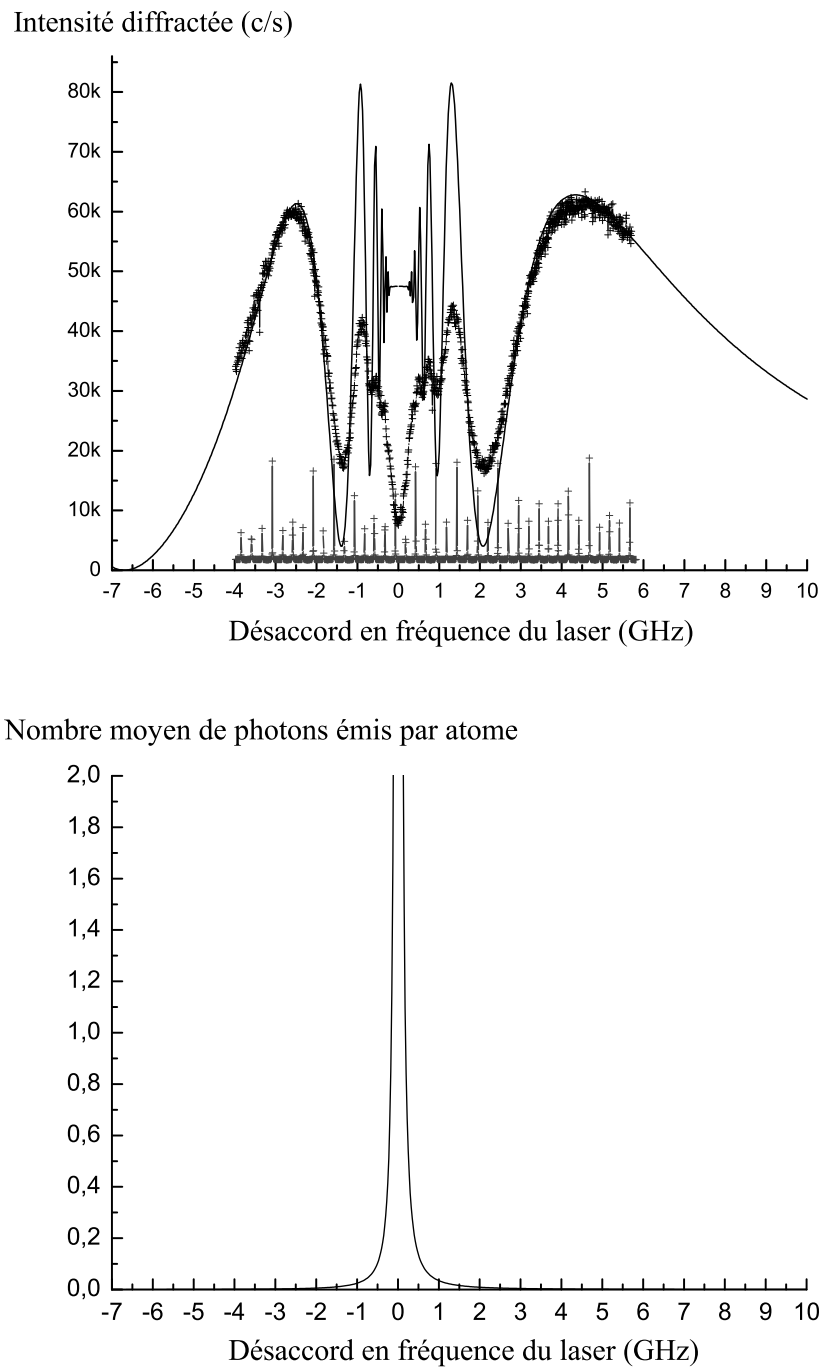 Intensité diffractée (c/s)
80k
70k
60k
50k
40k
30k
20k
10k
0
-7 -6 -5 -4 -3 -2 -1 0 1 2 3 4 5 6 7 8 9 10
Désaccord en fréquence du laser (GHz)
Nombre moyen de photons émis par atome
2,0
1,8
1,6
1,4
1,2
1,0
0,8
0,6
0,4
0,2
0,0
-7 -6 -5 -4 -3 -2 -1 0 1 2 3 4 5 6 7 8 9 10
Désaccord en fréquence du laser (GHz)